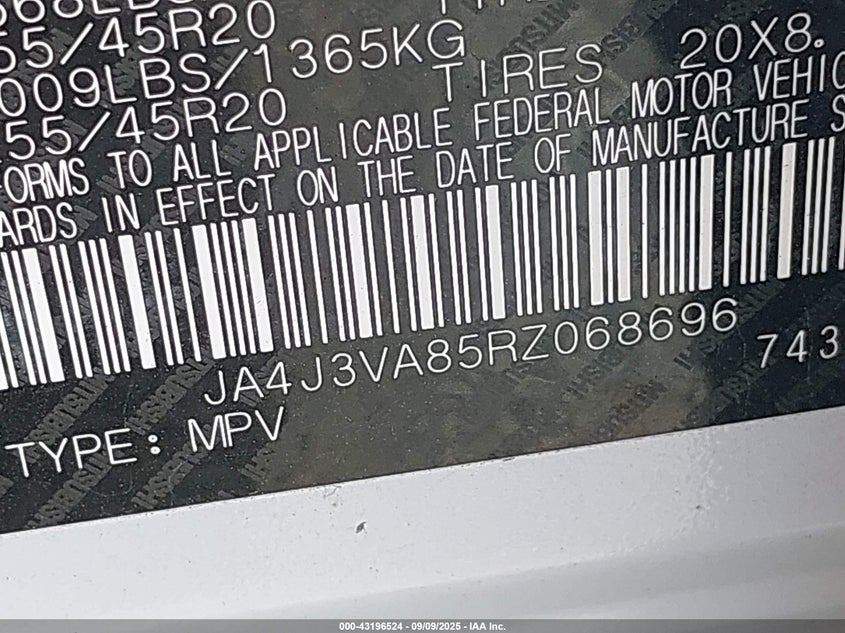 55/45R20
009LBS/1365KG TIRES 20X8.
55/45R20
FORMS TO ALL APPLICABLE FEDERAL MOTOR VEHIC
ARDS IN EFFECT ON THE DATE OF MANUFACTURE S
JA4J3VA85RZ068696 743
TYPE: MPV
MITSUBISHI
000-43196524 - 09/09/2025 - IAA Inc.